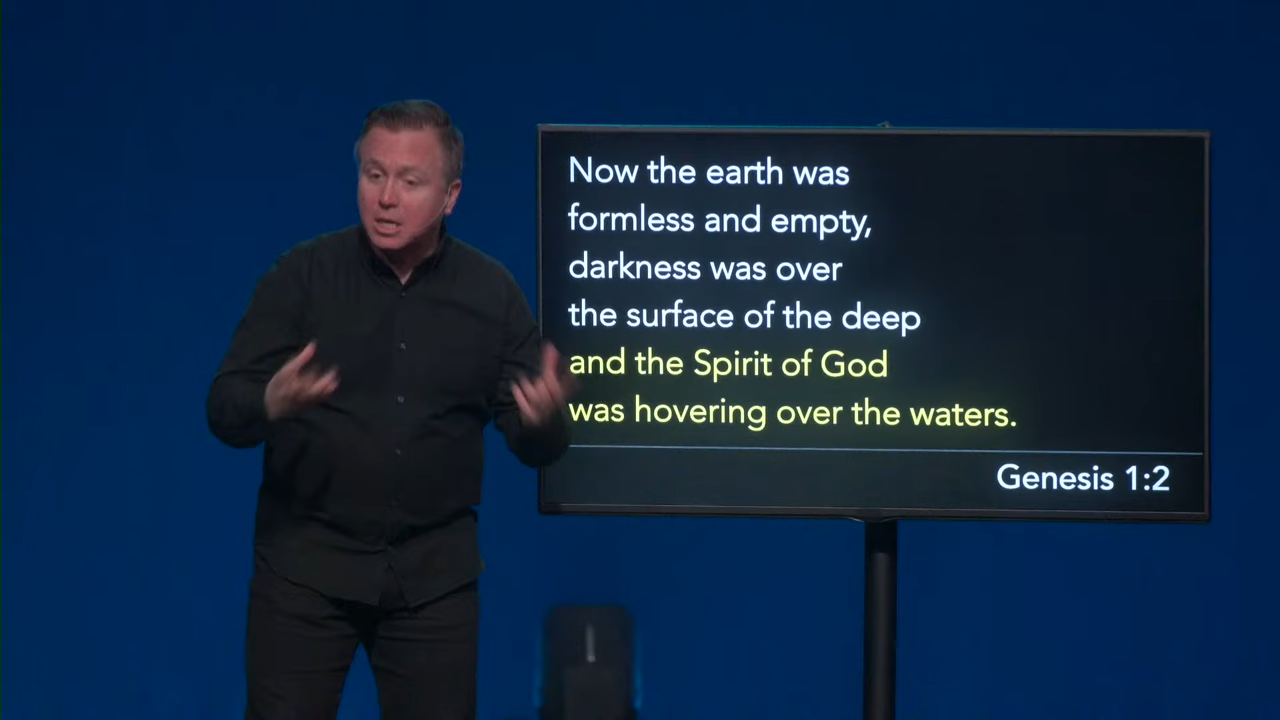 Now the earth was
formless and empty,
darkness was over
the surface of the deep
and the Spirit of God
was hovering over the waters.
Genesis 1:2